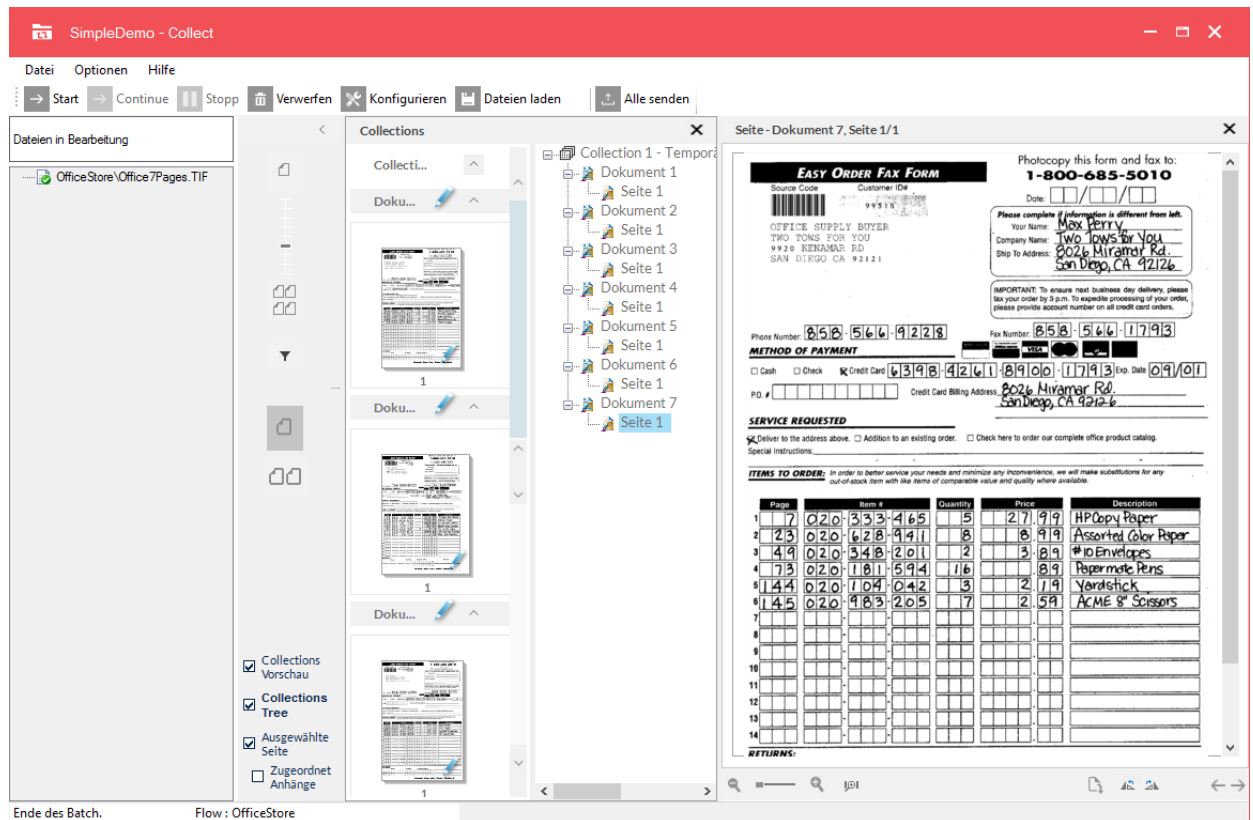 SimpleDemo - Collect
Datei Optionen Hilfe
Start Continue Stopp Verwerfen Konfigurieren Dateien laden Alle senden
Dateien in Bearbeitung
OfficeStore\Office7Pages.TIF
Collections
Vorschau
Collections
Tree
Ausgewählte
Seite
Zugeordnet
Anhänge
Collections
Collecti...
Doku...
1
Doku...
1
Doku...
1
Collection 1 - Temporä
Dokument 1
Seite 1
Dokument 2
Seite 1
Dokument 3
Seite 1
Dokument 4
Seite 1
Dokument 5
Seite 1
Dokument 6
Seite 1
Dokument 7
Seite 1
Seite - Dokument 7, Seite 1/1
EASY ORDER FAX FORM
Photocopy this form and fax to:
1-800-685-5010
Source Code Customer ID#
99518
Date:
OFFICE SUPPLY BUYER
TWO TOWS FOR YOU
9920 KENAMAR RD
SAN DIEGO CA 92121
Please complete if information is different from left.
Your Name: Max Perry
Company Name: Two Tows for You
Ship To Address: 8026 Miramar Rd.
San Diego, CA 92126
IMPORTANT: To ensure next business day delivery, please
fax your order by 3 p.m. To expedite processing of your order,
please provide account number on all credit card orders.
Phone Number: 858-566-9228 Fax Number: 858-566-1793
METHOD OF PAYMENT
VISA
Cash Check Credit Card 6398-4261-8900-1793 Exp. Date 09/01
P.O. # Credit Card Billing Address 8026 Miramar Rd.
San Diego, CA 92126
SERVICE REQUESTED
Deliver to the address above. Addition to an existing order. Check here to order our complete office product catalog.
Special Instructions:
ITEMS TO ORDER: In order to better service your needs and minimize any inconvenience, we will make substitutions for any
out-of-stock item with like items of comparable value and quality where available.
Page Item # Quantity Price Description
1 7 020-333-465 5 27.99 HP Copy Paper
2 23 020-628-941 8 8.99 Assorted Color Paper
3 49 020-348-201 2 3.89 #10 Envelopes
4 73 020-181-594 16 .89 Papermate Pens
5 144 020-104-042 3 2.19 Yardstick
6 145 020-983-205 7 2.59 ACME 8" Scissors
7
8
9
10
11
12
13
14
RETURNS:
Ende des Batch. Flow : OfficeStore